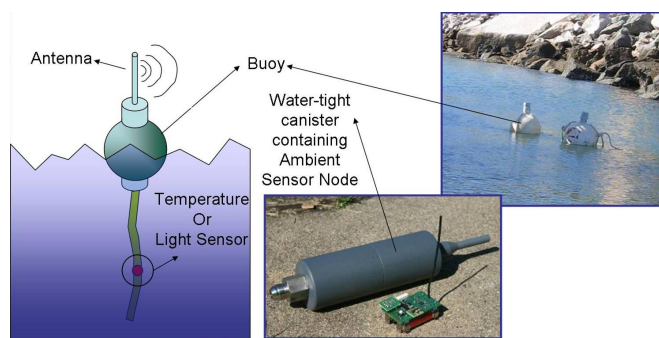 Antenna
Buoy
Water-tight
canister
containing
Ambient
Sensor Node
Temperature
Or
Light Sensor